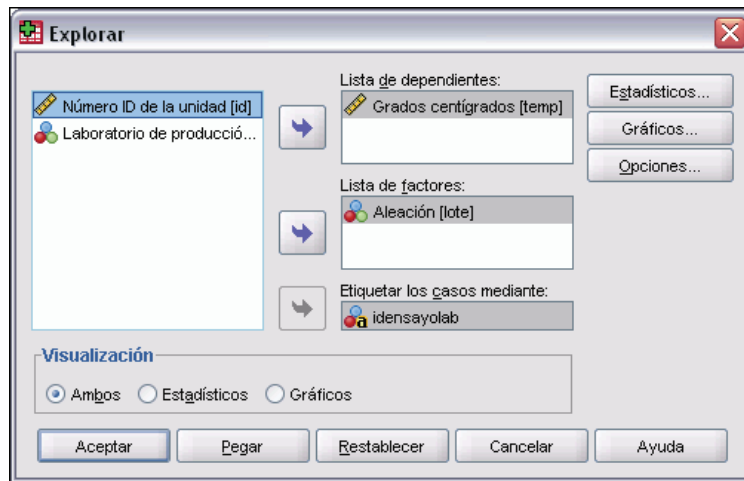 Explorar
Número ID de la unidad [id]
Laboratorio de producció...
Lista de dependientes:
Grados centígrados [temp]
Lista de factores:
Aleación [lote]
Etiquetar los casos mediante:
a idensayolab
Estadísticos...
Gráficos...
Opciones...
Visualización
Ambos Estadísticos Gráficos
Aceptar Pegar Restablecer Cancelar Ayuda